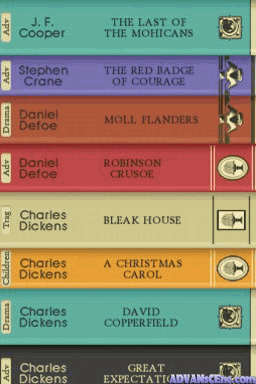 Adv
J. F.
Cooper
THE LAST OF
THE MOHICANS
Adv
Stephen
Crane
THE RED BADGE
OF COURAGE
Drama
Daniel
Defoe
MOLL FLANDERS
Adv
Daniel
Defoe
ROBINSON
CRUSOE
Trag
Charles
Dickens
BLEAK HOUSE
Children
Charles
Dickens
A CHRISTMAS
CAROL
Drama
Charles
Dickens
DAVID
COPPERFIELD
Adv
Charles
Dickens
GREAT
EXPECTATIO
ADVANsCEne.com